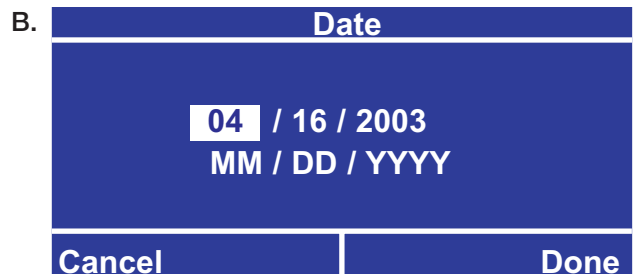 B.
Date
04 / 16 / 2003
MM / DD / YYYY
Cancel Done